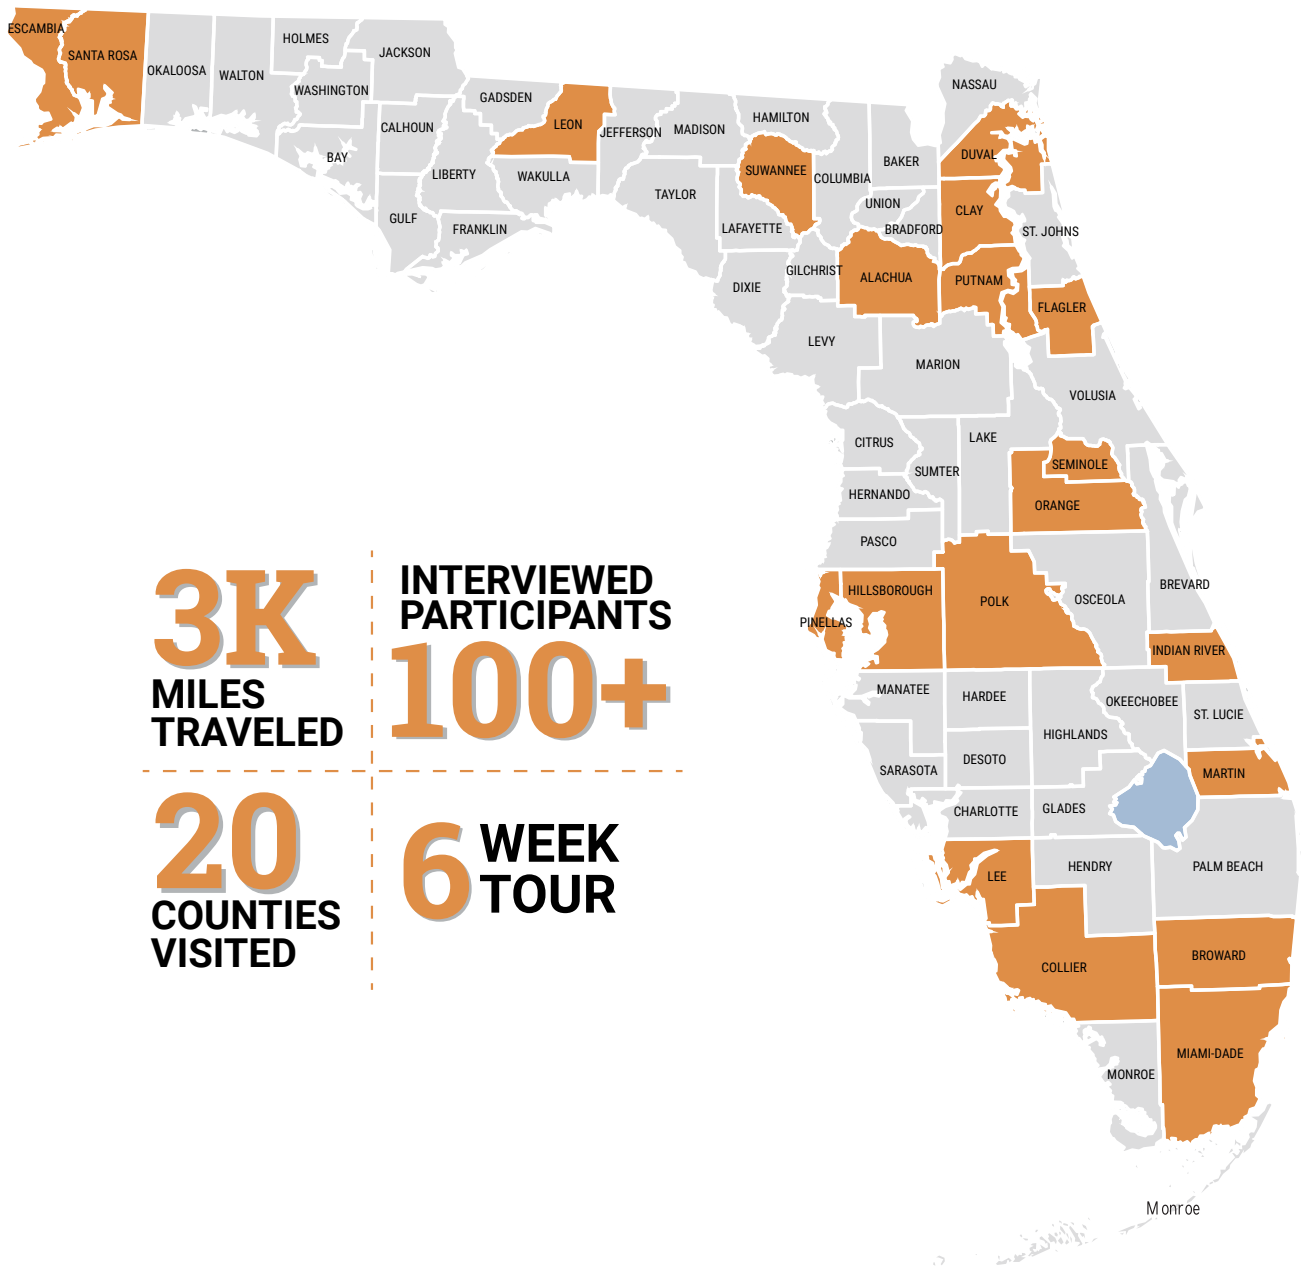 ESCAMBIA
SANTA ROSA
OKALOOSA
WALTON
HOLMES
WASHINGTON
JACKSON
BAY
CALHOUN
GULF
LIBERTY
GADSDEN
FRANKLIN
LEON
WAKULLA
JEFFERSON
MADISON
TAYLOR
HAMILTON
SUWANNEE
LAFAYETTE
DIXIE
COLUMBIA
GILCHRIST
BAKER
UNION
BRADFORD
NASSAU
DUVAL
CLAY
ST. JOHNS
ALACHUA
PUTNAM
FLAGLER
LEVY
MARION
VOLUSIA
CITRUS
SUMTER
LAKE
SEMINOLE
HERNANDO
ORANGE
PASCO
BREVARD
HILLSBOROUGH
POLK
OSCEOLA
PINELLAS
INDIAN RIVER
MANATEE
HARDEE
OKEECHOBEE
ST. LUCIE
HIGHLANDS
SARASOTA
DESOTO
MARTIN
CHARLOTTE
GLADES
LEE
HENDRY
PALM BEACH
COLLIER
BROWARD
MIAMI-DADE
MONROE
Monroe
3K
MILES
TRAVELED
INTERVIEWED
PARTICIPANTS
100+
20
COUNTIES
VISITED
6 WEEK
TOUR